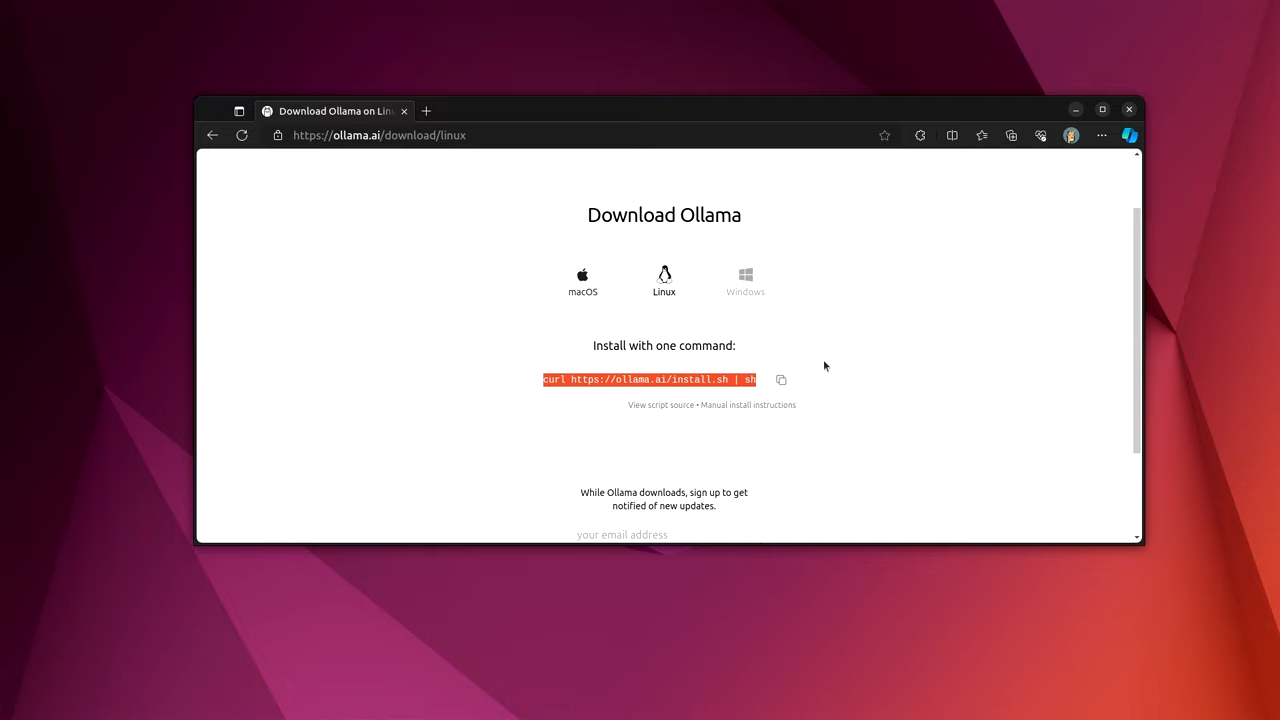 Download Ollama on Lin
https://ollama.ai/download/linux
Download Ollama
macOS Linux Windows
Install with one command:
curl https://ollama.ai/install.sh | sh
View script source • Manual install instructions
While Ollama downloads, sign up to get
notified of new updates.
your email address